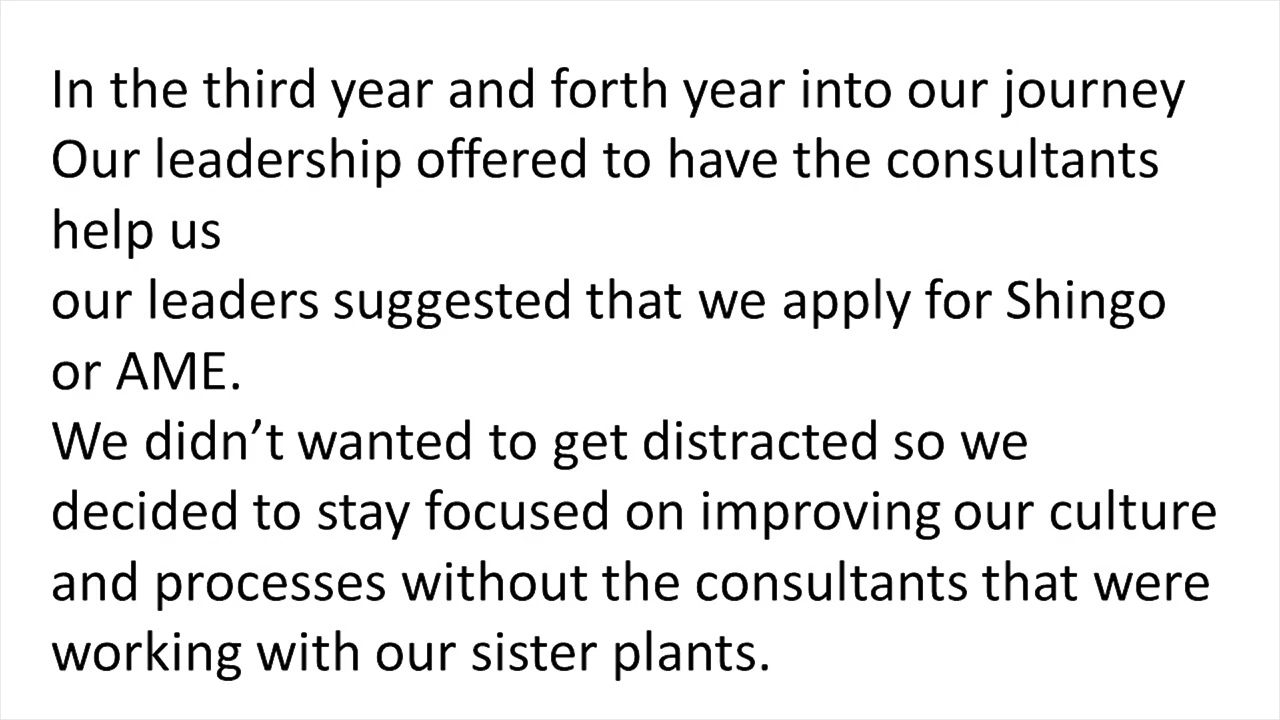 In the third year and forth year into our journey
Our leadership offered to have the consultants
help us
our leaders suggested that we apply for Shingo
or AME.
We didn’t wanted to get distracted so we
decided to stay focused on improving our culture
and processes without the consultants that were
working with our sister plants.